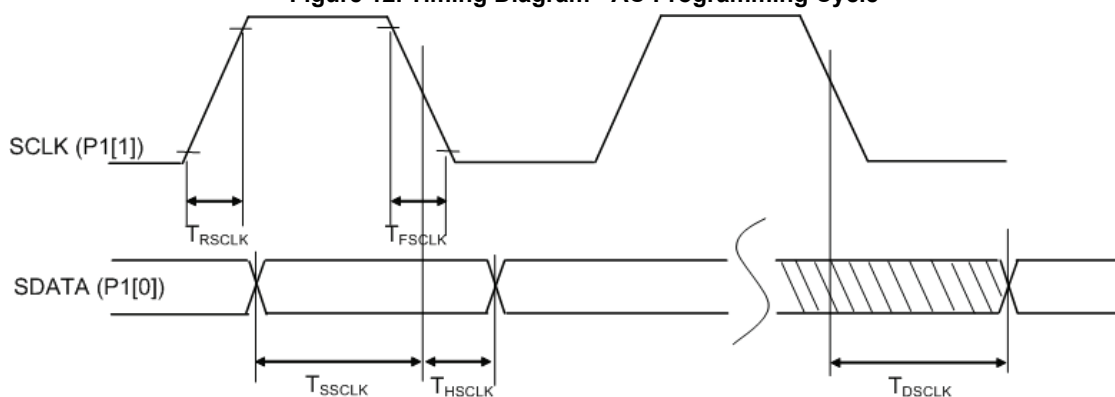 Figure 12. Timing Diagram - AC Programming Cycle
SCLK (P1[1])
TRSCLK
TFSCLK
SDATA (P1[0])
TSSCLK
THSCLK
TDSCLK